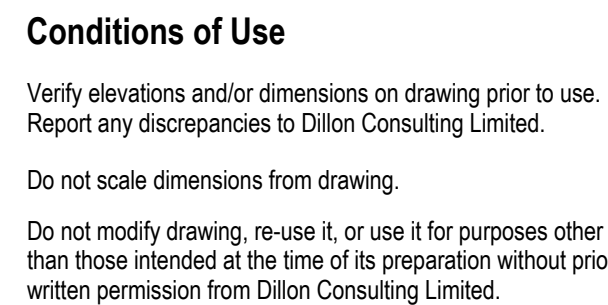 Conditions of Use
Verify elevations and/or dimensions on drawing prior to use.
Report any discrepancies to Dillon Consulting Limited.
Do not scale dimensions from drawing.
Do not modify drawing, re-use it, or use it for purposes other
than those intended at the time of its preparation without prio
written permission from Dillon Consulting Limited.